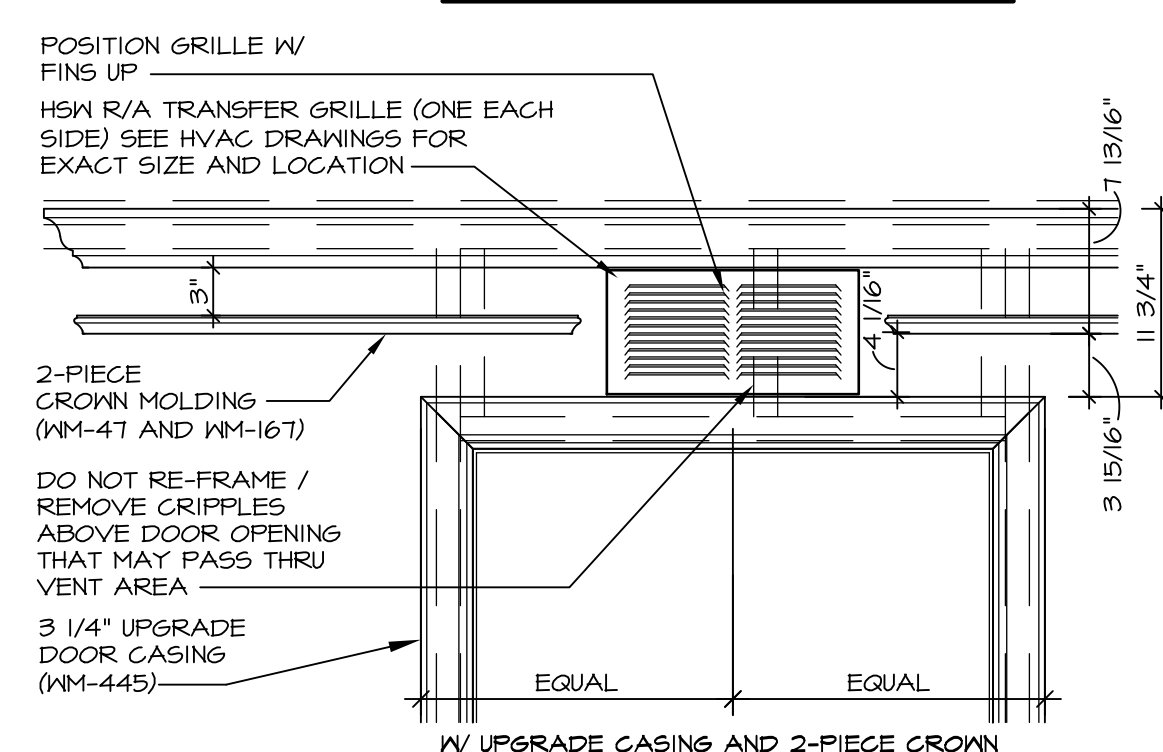 POSITION GRILLE W/
FINS UP
HSW R/A TRANSFER GRILLE (ONE EACH
SIDE) SEE HVAC DRAWINGS FOR
EXACT SIZE AND LOCATION
7 13/16"
11 3/4"
3"
4 1/16"
2-PIECE
CROWN MOLDING
(WM-47 AND WM-167)
3 15/16"
DO NOT RE-FRAME /
REMOVE CRIPPLES
ABOVE DOOR OPENING
THAT MAY PASS THRU
VENT AREA
3 1/4" UPGRADE
DOOR CASING
(WM-445)
EQUAL
EQUAL
W/ UPGRADE CASING AND 2-PIECE CROWN